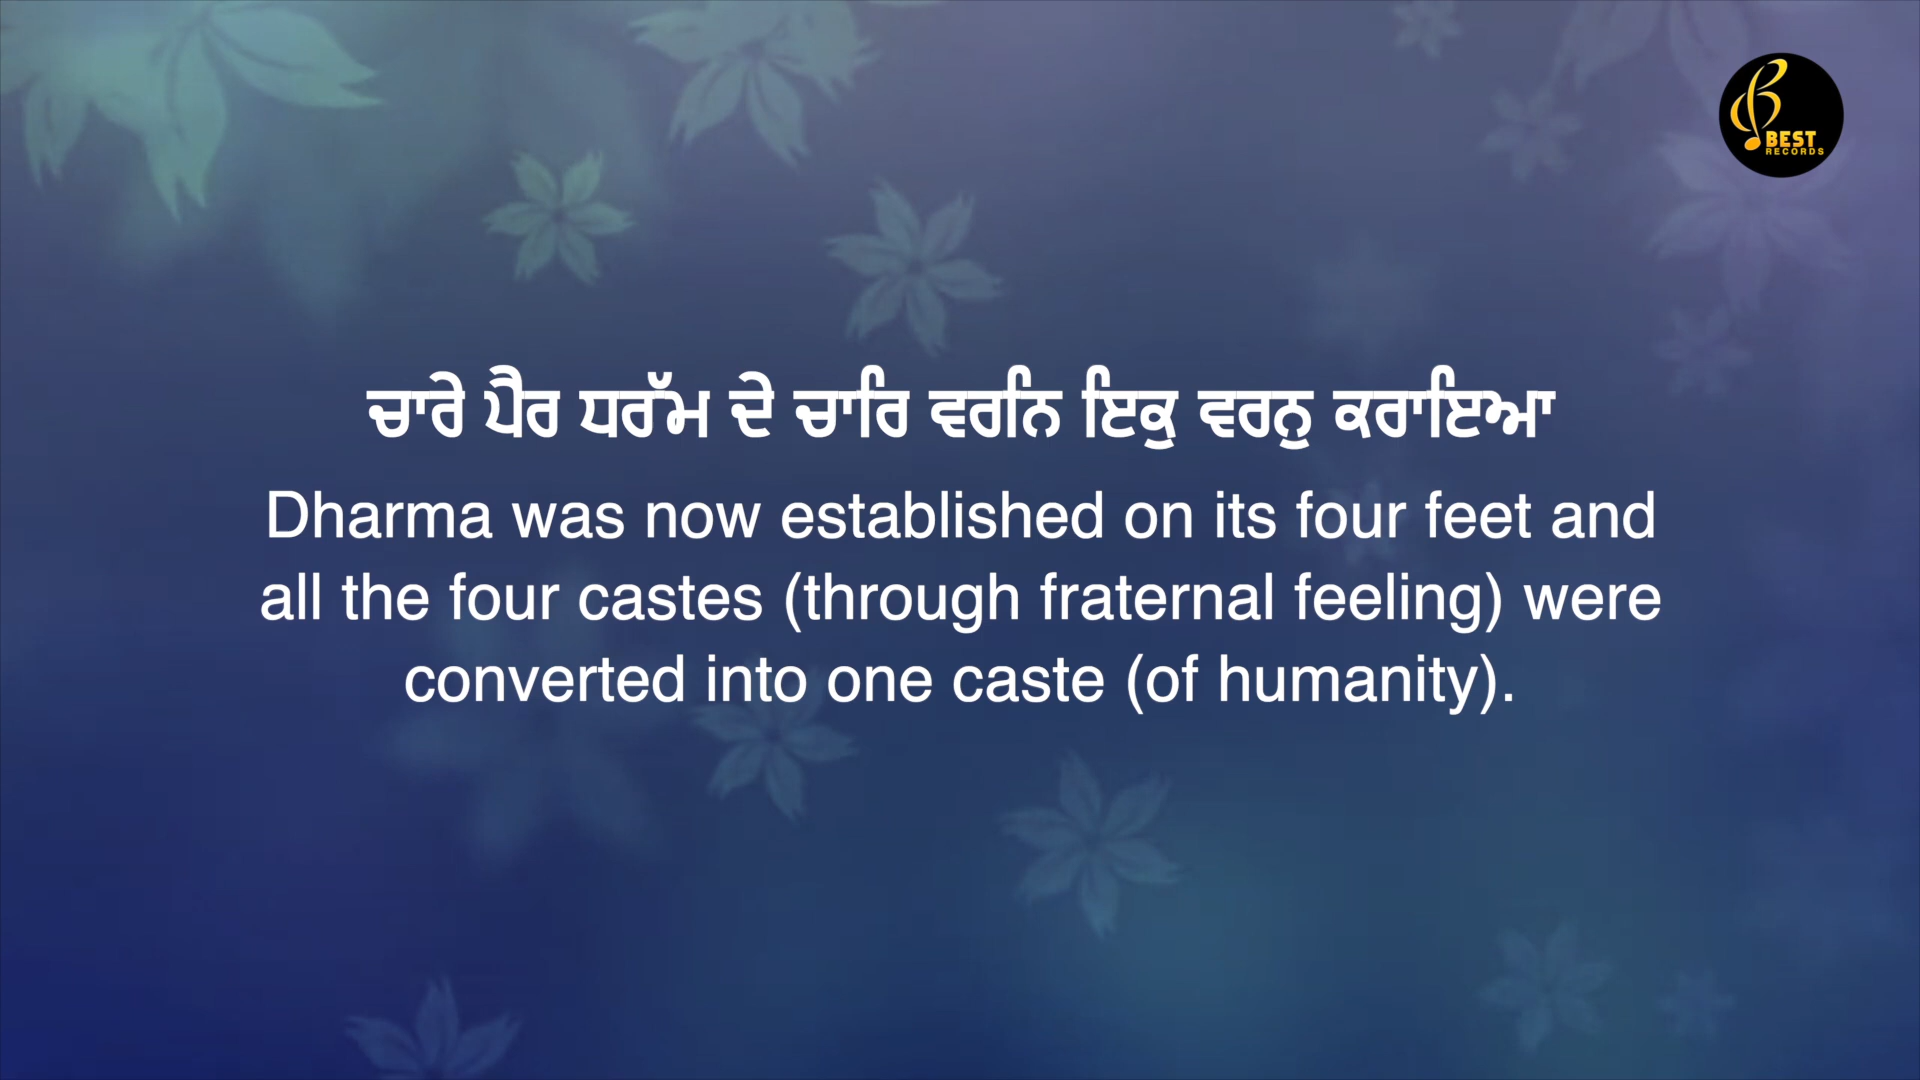 BEST
RECORDS
ਚਾਰੇ ਪੈਰ ਧਰੱਮ ਦੇ ਚਾਰਿ ਵਰਨਿ ਇਕੁ ਵਰਨੁ ਕਰਾਇਆ
Dharma was now established on its four feet and
all the four castes (through fraternal feeling) were
converted into one caste (of humanity).